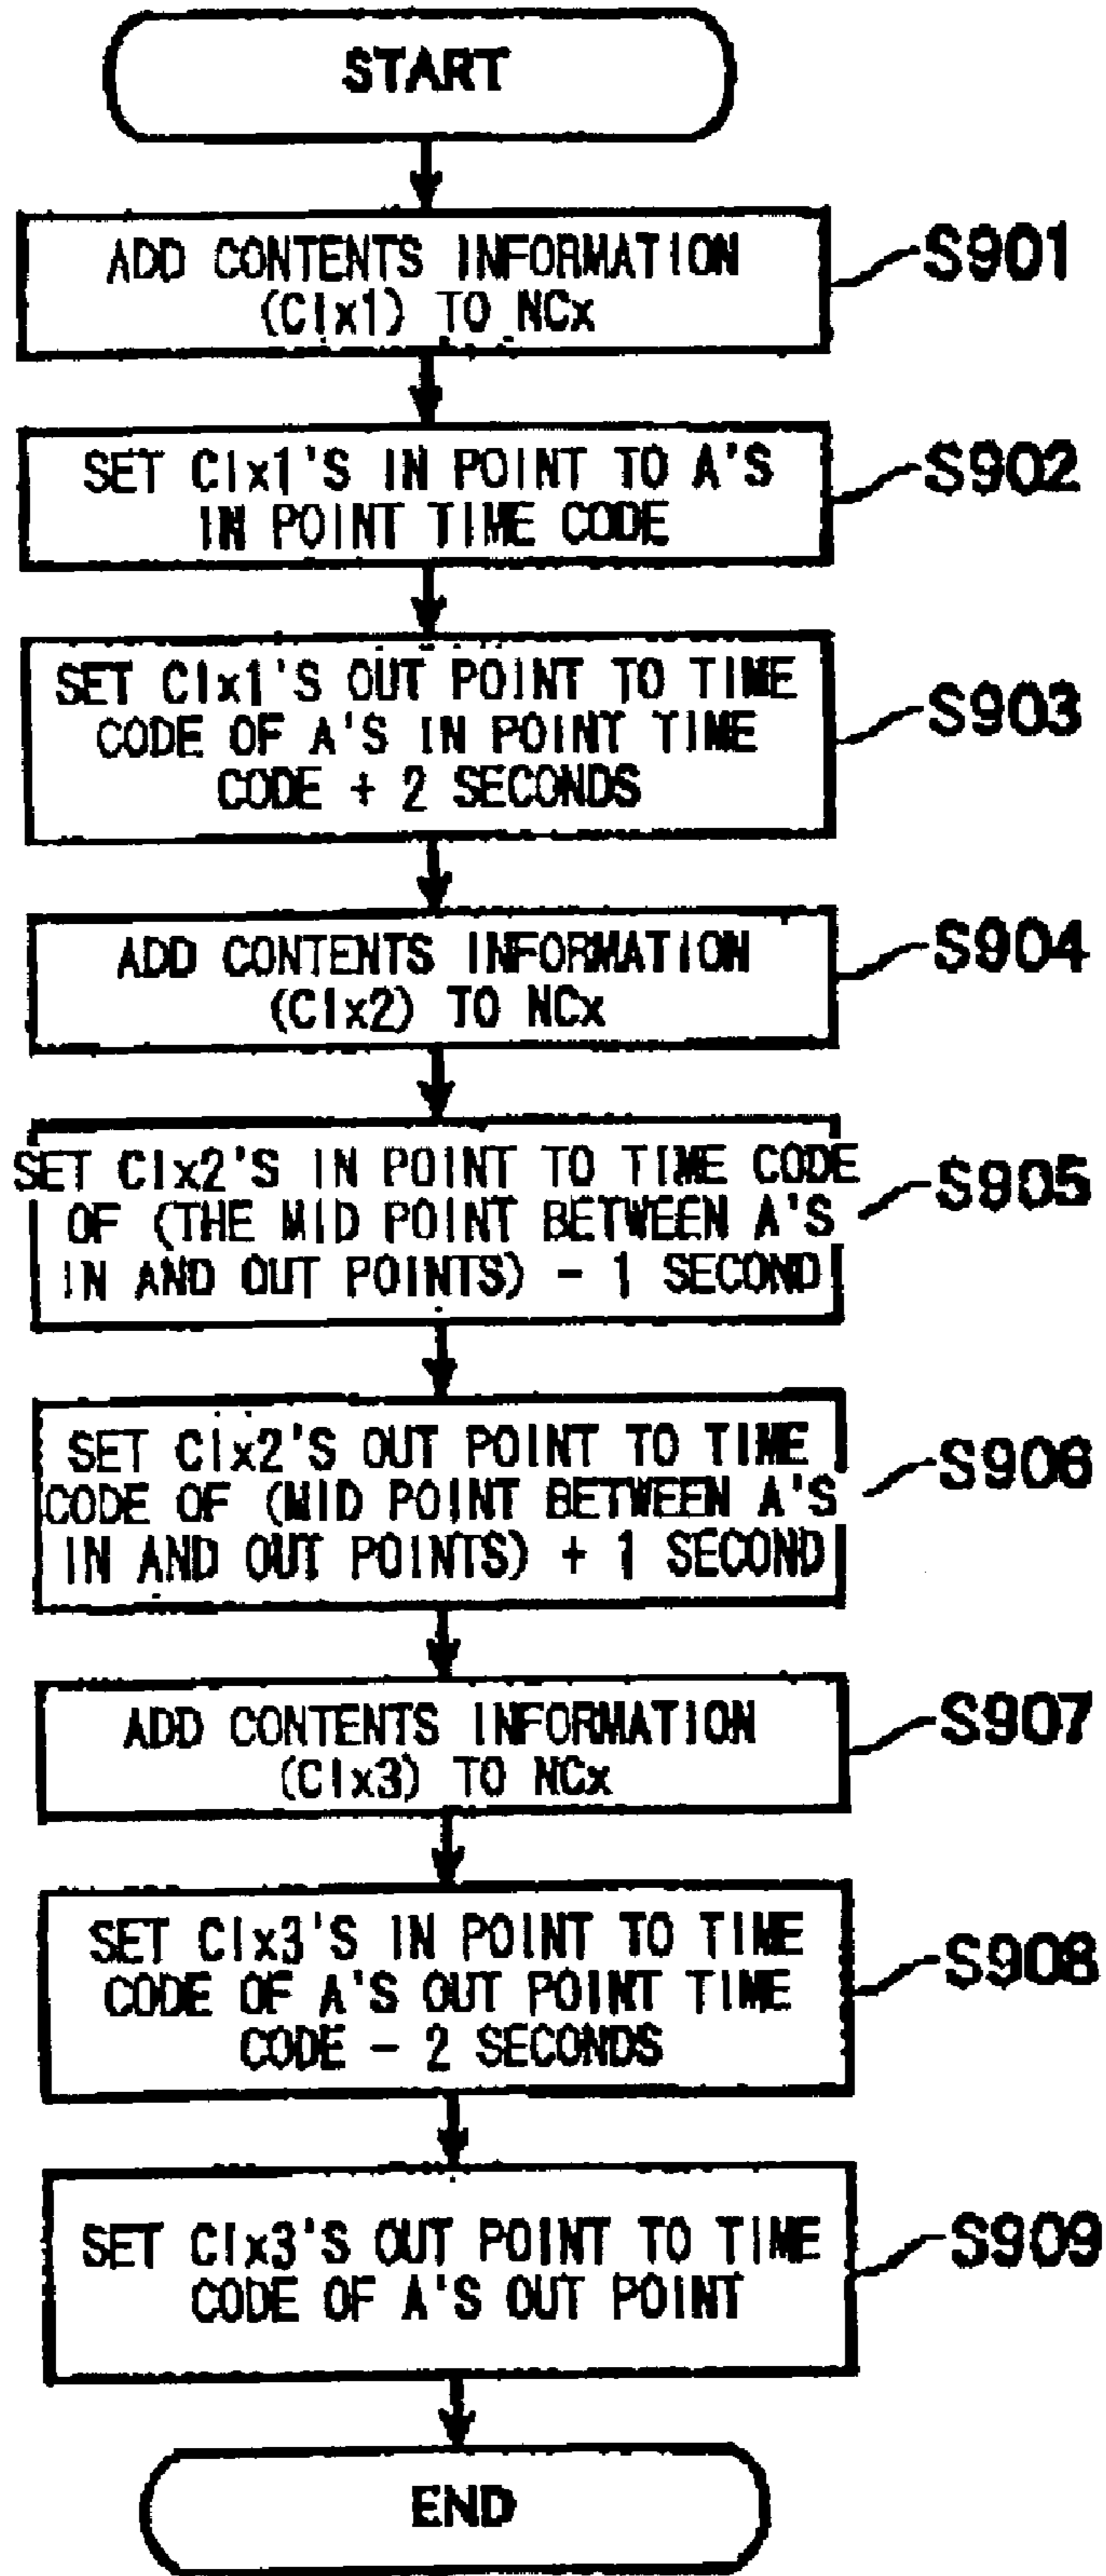 START
ADD CONTENTS INFORMATION
(CIx1) TO NCx
S901
SET CIx1'S IN POINT TO A'S
IN POINT TIME CODE
S902
SET CIx1'S OUT POINT TO TIME
CODE OF A'S IN POINT TIME
CODE + 2 SECONDS
S903
ADD CONTENTS INFORMATION
(CIx2) TO NCx
S904
SET CIx2'S IN POINT TO TIME CODE
OF (THE MID POINT BETWEEN A'S
IN AND OUT POINTS) - 1 SECOND
S905
SET CIx2'S OUT POINT TO TIME
CODE OF (MID POINT BETWEEN A'S
IN AND OUT POINTS) + 1 SECOND
S906
ADD CONTENTS INFORMATION
(CIx3) TO NCx
S907
SET CIx3'S IN POINT TO TIME
CODE OF A'S OUT POINT TIME
CODE - 2 SECONDS
S908
SET CIx3'S OUT POINT TO TIME
CODE OF A'S OUT POINT
S909
END